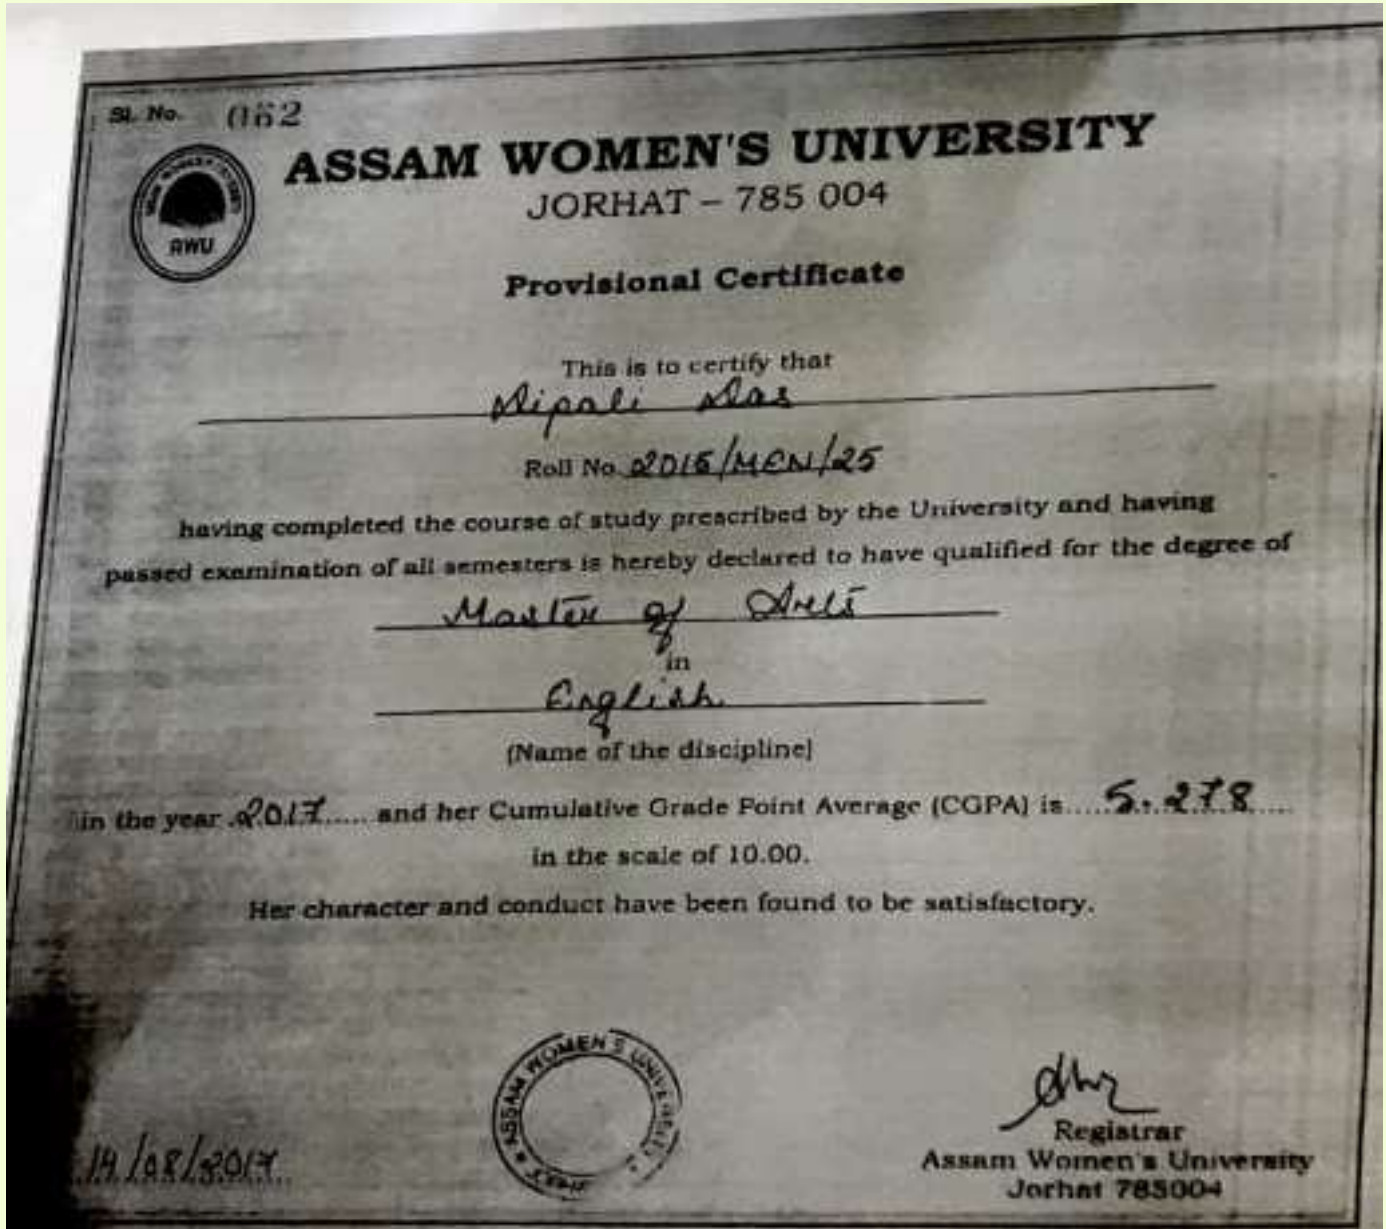 Sl. No. 062
ASSAM WOMEN'S UNIVERSITY
JORHAT – 785 004
AWU
Provisional Certificate
This is to certify that
Dipali Das
Roll No. 2015/MEN/25
having completed the course of study prescribed by the University and having
passed examination of all semesters is hereby declared to have qualified for the degree of
Master of Arts
in
English
(Name of the discipline)
in the year 2017 and her Cumulative Grade Point Average (CGPA) is 5.278
in the scale of 10.00.
Her character and conduct have been found to be satisfactory.
ASSAM WOMEN'S UNIVERSITY
14/08/2017
Registrar
Assam Women's University
Jorhat 785004